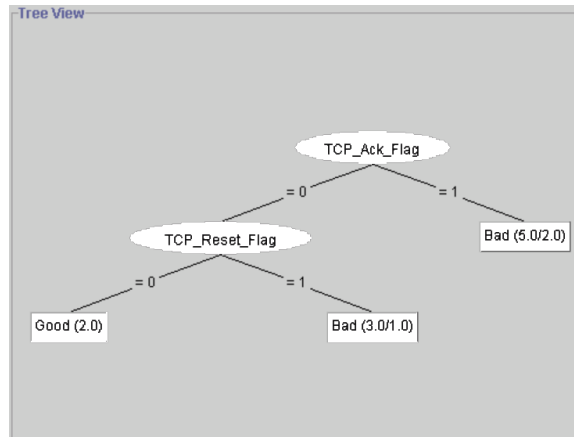 Tree View
TCP_Ack_Flag
= 0
= 1
TCP_Reset_Flag
Bad (5.0/2.0)
= 0
= 1
Good (2.0)
Bad (3.0/1.0)